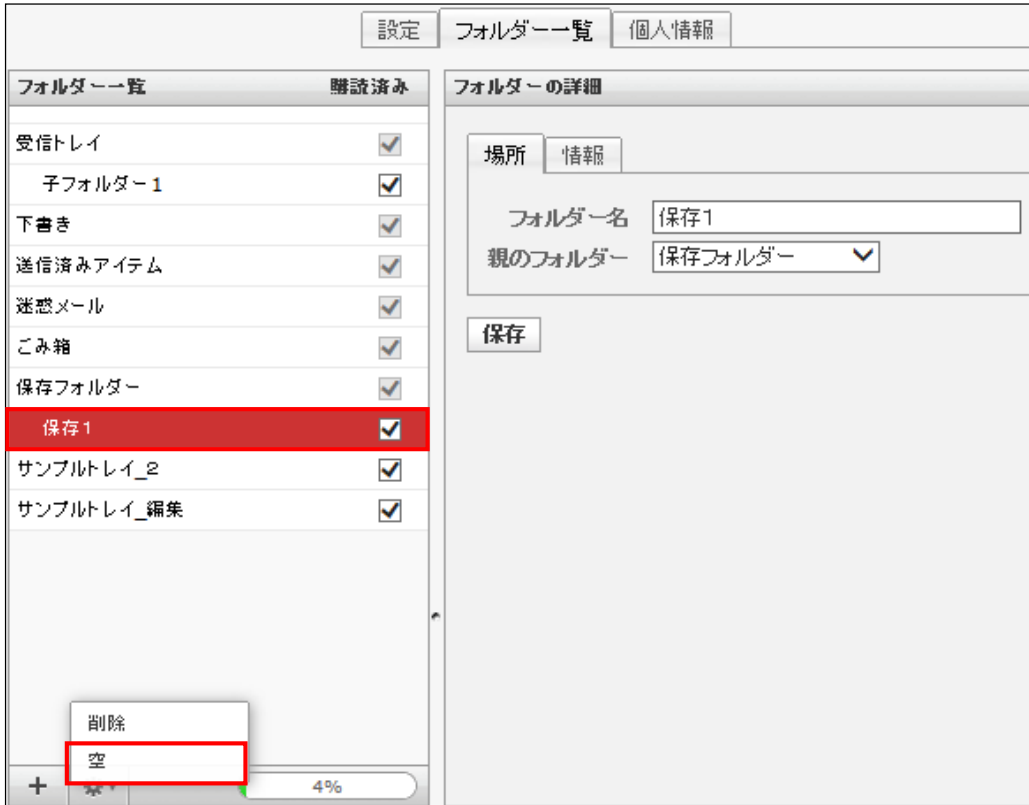 設定 フォルダー一覧 個人情報
フォルダー一覧 購読済み
フォルダーの詳細
受信トレイ
子フォルダー1
下書き
送信済みアイテム
迷惑メール
ごみ箱
保存フォルダー
保存1
サンプルトレイ_2
サンプルトレイ_編集
場所 情報
フォルダー名 保存1
親のフォルダー 保存フォルダー
保存
削除
空
+ 4%